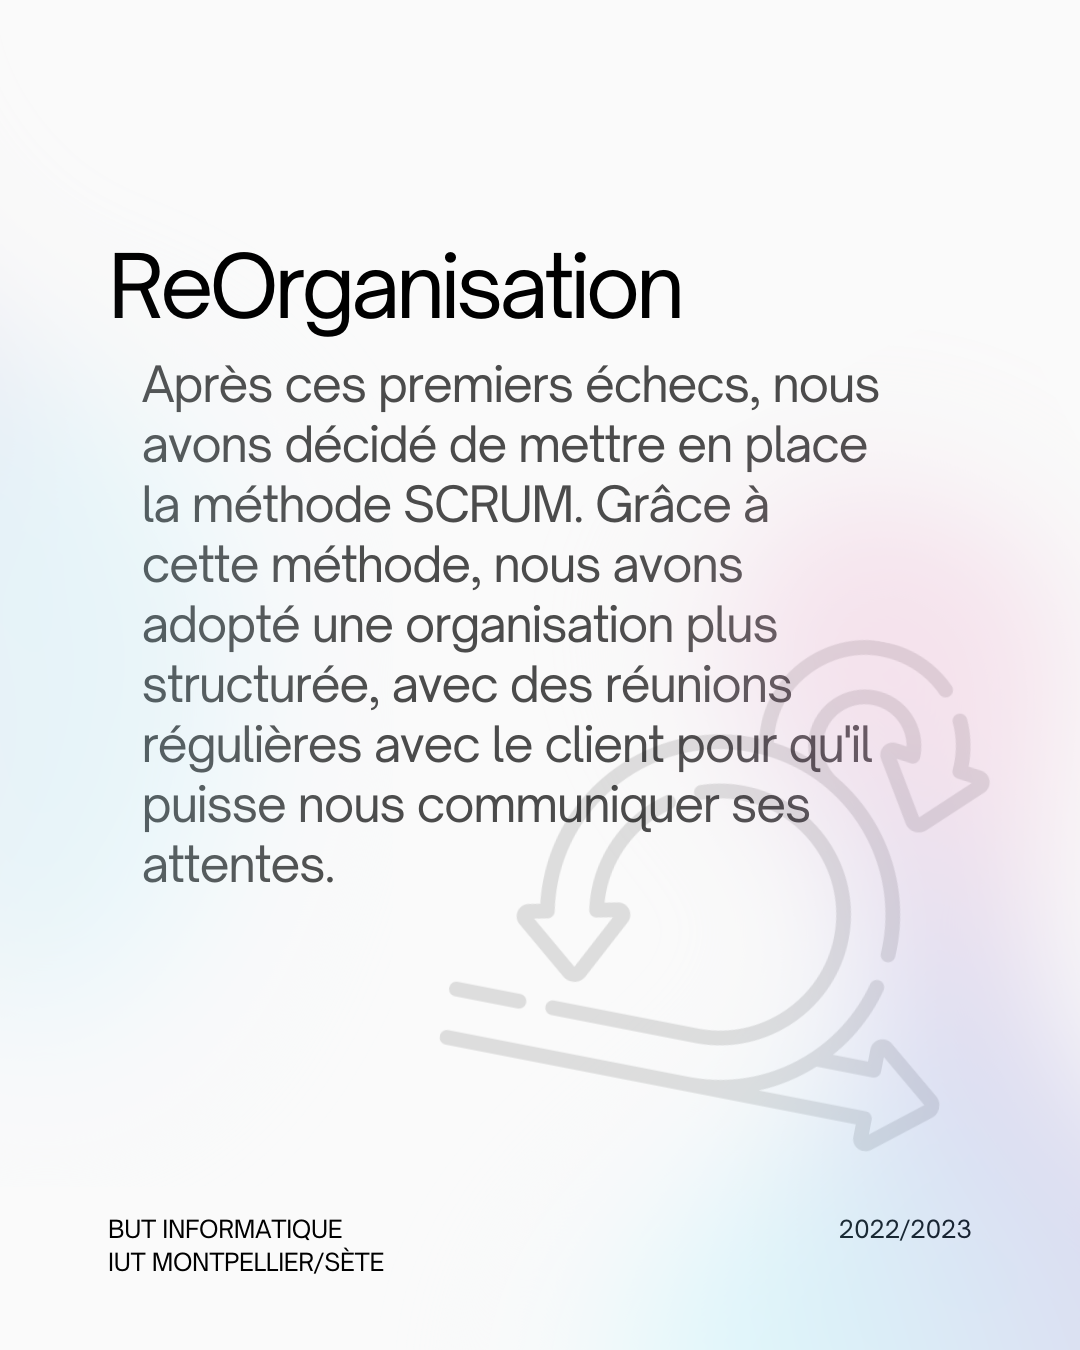 ReOrganisation
Après ces premiers échecs, nous
avons décidé de mettre en place
la méthode SCRUM. Grâce à
cette méthode, nous avons
adopté une organisation plus
structurée, avec des réunions
régulières avec le client pour qu'il
puisse nous communiquer ses
attentes.
BUT INFORMATIQUE
IUT MONTPELLIER/SÈTE
2022/2023